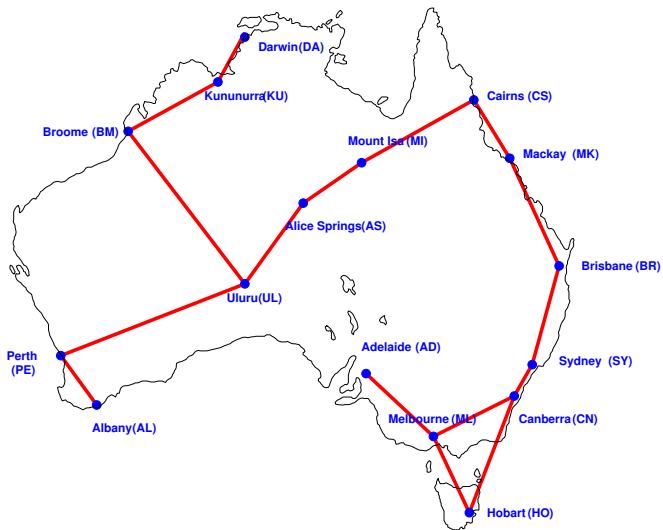 Darwin (DA)
Kununurra(KU)
Cairns (CS)
Broome (BM)
Mount Isa(MI)
Mackay (MK)
Alice Springs(AS)
Brisbane (BR)
Uluru(UL)
Perth
(PE)
Adelaide (AD)
Sydney (SY)
Albany(AL)
Melbourne (ML)
Canberra (CN)
Hobart (HO)